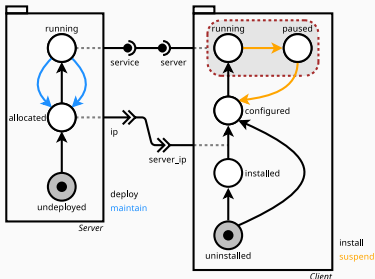 running
allocated
undeployed
Server
service
server
ip
server_ip
deploy
maintain
running
paused
configured
installed
uninstalled
Client
install
suspend